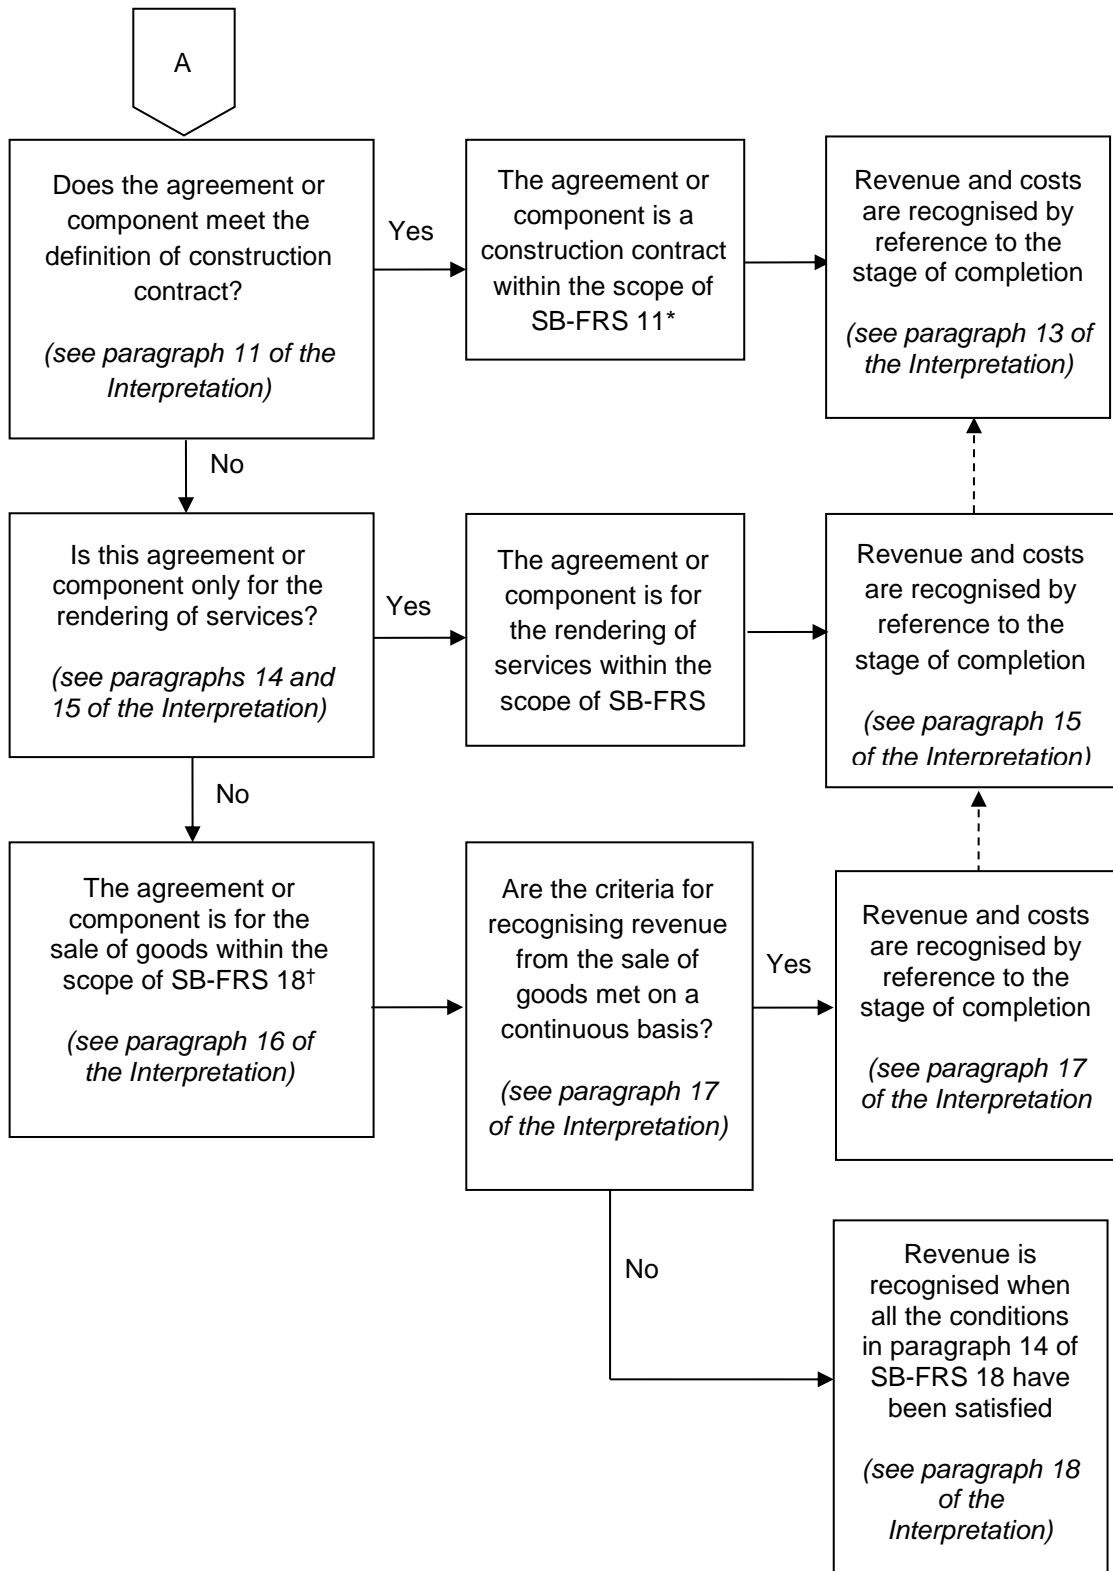 A
Does the agreement or
component meet the
definition of construction
contract?
(see paragraph 11 of the
Interpretation)
Yes
The agreement or
component is a
construction contract
within the scope of
SB-FRS 11*
Revenue and costs
are recognised by
reference to the
stage of completion
(see paragraph 13 of
the Interpretation)
No
Is this agreement or
component only for the
rendering of services?
(see paragraphs 14 and
15 of the Interpretation)
Yes
The agreement or
component is for
the rendering of
services within the
scope of SB-FRS
Revenue and costs
are recognised by
reference to the
stage of completion
(see paragraph 15
of the Interpretation)
No
The agreement or
component is for the
sale of goods within the
scope of SB-FRS 18†
(see paragraph 16 of
the Interpretation)
Are the criteria for
recognising revenue
from the sale of
goods met on a
continuous basis?
(see paragraph 17
of the Interpretation)
Yes
Revenue and costs
are recognised by
reference to the
stage of completion
(see paragraph 17
of the Interpretation
No
Revenue is
recognised when
all the conditions
in paragraph 14 of
SB-FRS 18 have
been satisfied
(see paragraph 18
of the
Interpretation)